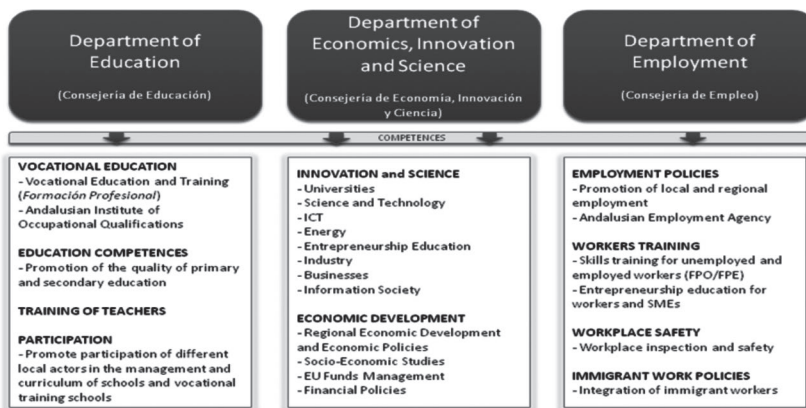 Department of
Education
(Consejería de Educación)
Department of
Economics, Innovation
and Science
(Consejería de Economía, Innovación
y Ciencia)
Department of
Employment
(Consejería de Empleo)
COMPETENCES
VOCATIONAL EDUCATION
- Vocational Education and Training
(Formación Profesional)
- Andalusian Institute of
Occupational Qualifications
EDUCATION COMPETENCES
- Promotion of the quality of primary
and secondary education
TRAINING OF TEACHERS
PARTICIPATION
- Promote participation of different
local actors in the management and
curriculum of schools and vocational
training schools
INNOVATION and SCIENCE
- Universities
- Science and Technology
- ICT
- Energy
- Entrepreneurship Education
- Industry
- Businesses
- Information Society
ECONOMIC DEVELOPMENT
- Regional Economic Development
and Economic Policies
- Socio-Economic Studies
- EU Funds Management
- Financial Policies
EMPLOYMENT POLICIES
- Promotion of local and regional
employment
- Andalusian Employment Agency
WORKERS TRAINING
- Skills training for unemployed and
employed workers (FPO/FPE)
- Entrepreneurship education for
workers and SMEs
WORKPLACE SAFETY
- Workplace inspection and safety
IMMIGRANT WORK POLICIES
- Integration of immigrant workers